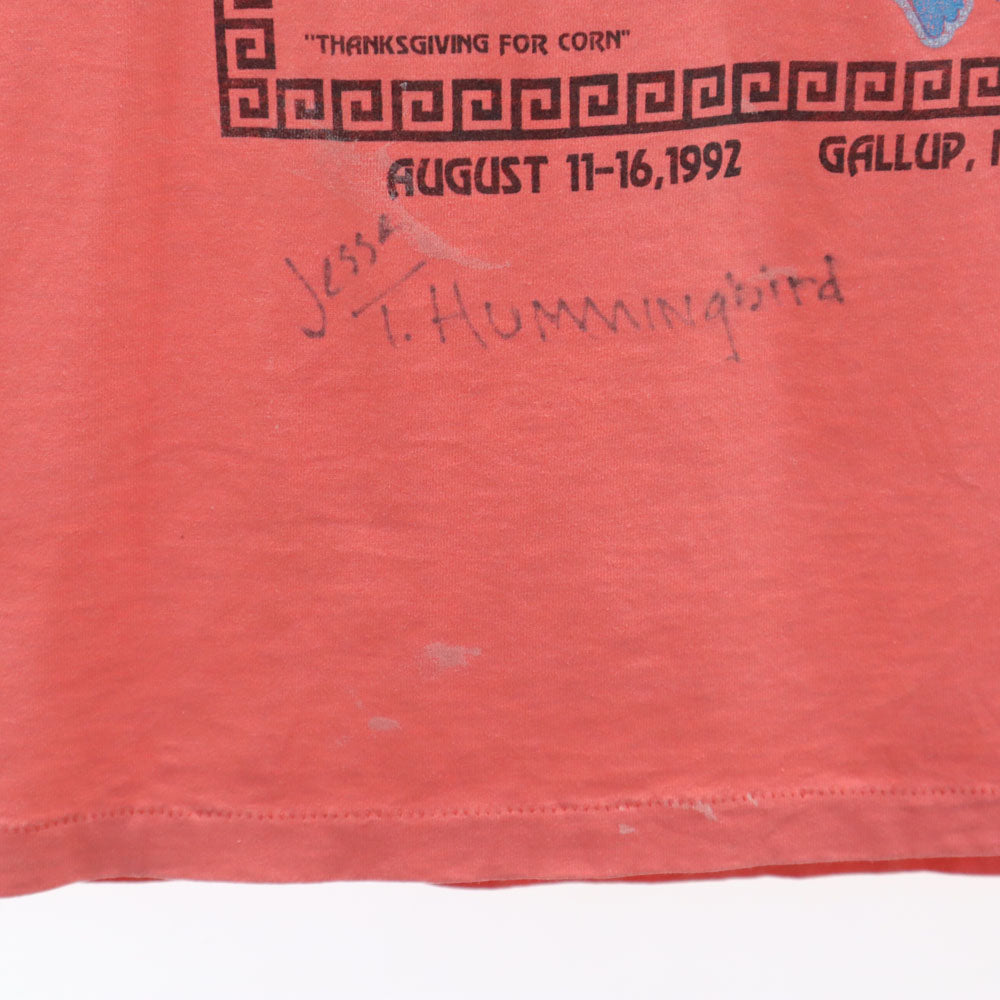 "THANKSGIVING FOR CORN"
AUGUST 11-16,1992 GALLUP,
Jesse
T. HUMMINGbird